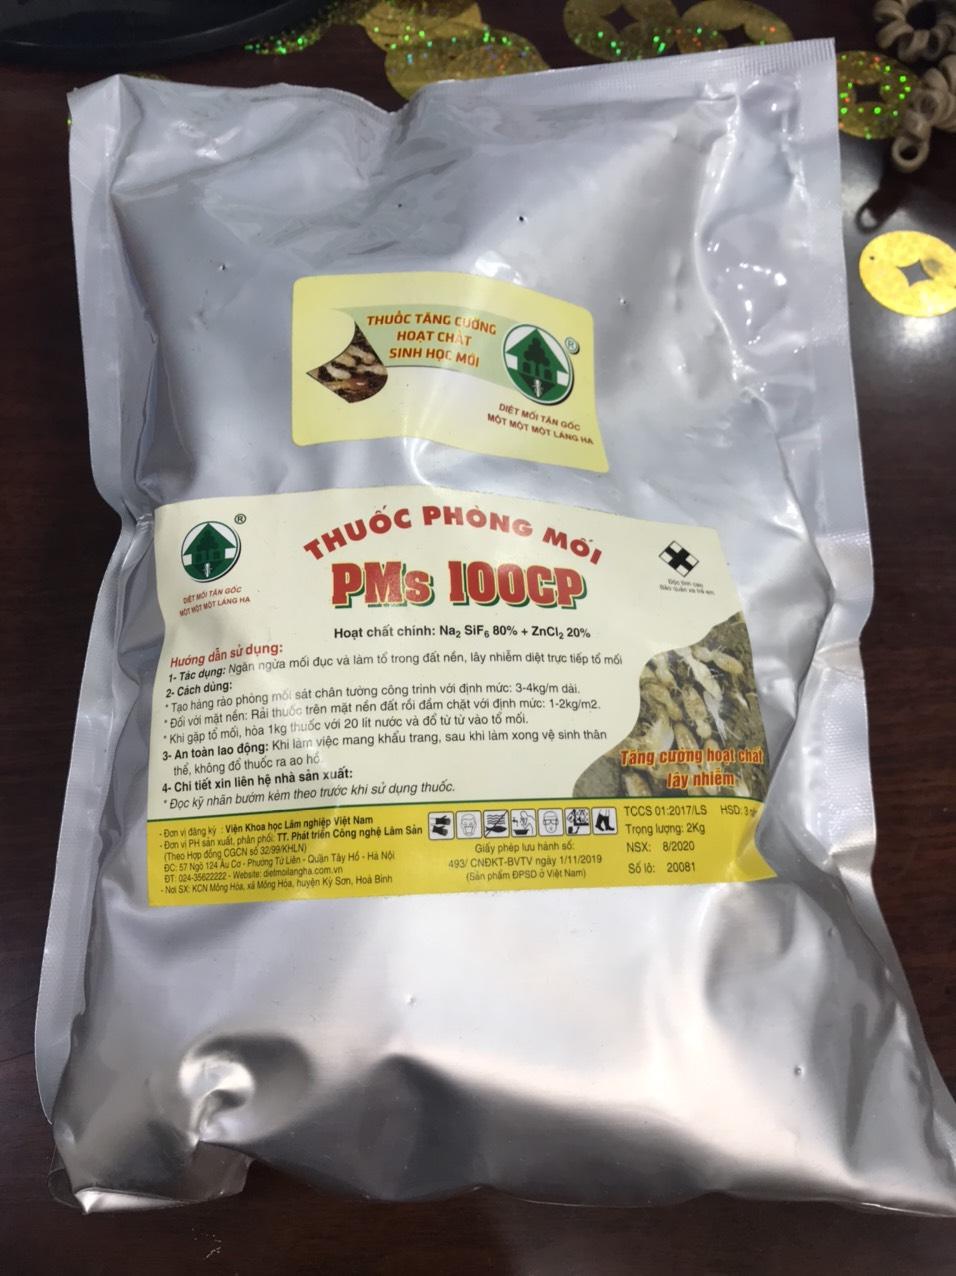 THUỐC TĂNG CƯỜNG
HOẠT CHẤT
SINH HỌC MỚI
®
DIỆT MỐI TẬN GỐC
MỘT MỘT MỘT LÁNG HẠ
®
DIỆT MỐI TẬN GỐC
MỘT MỘT MỘT LÁNG HẠ
THUỐC PHÒNG MỐI
PMs 100CP
Độc tính cao
Bảo quản xa trẻ em
Hoạt chất chính: Na₂ SiF₆ 80% + ZnCl₂ 20%
Hướng dẫn sử dụng:
1- Tác dụng: Ngăn ngừa mối đục và làm tổ trong đất nền, lây nhiễm diệt trực tiếp tổ mối
2- Cách dùng:
* Tạo hàng rào phòng mối sát chân tường công trình với định mức: 3-4kg/m dài.
* Đối với mặt nền: Rải thuốc trên mặt nền đất rồi đầm chặt với định mức: 1-2kg/m2.
* Khi gặp tổ mối, hòa 1kg thuốc với 20 lít nước và đổ từ từ vào tổ mối.
3- An toàn lao động: Khi làm việc mang khẩu trang, sau khi làm xong vệ sinh thân
thể, không đổ thuốc ra ao hồ.
4- Chi tiết xin liên hệ nhà sản xuất:
* Đọc kỹ nhãn bướm kèm theo trước khi sử dụng thuốc.
Tăng cường hoạt chất
lây nhiễm
- Đơn vị đăng ký : Viện Khoa học Lâm nghiệp Việt Nam
- Đơn vị PH sản xuất, phân phối: TT. Phát triển Công nghệ Lâm Sản
(Theo Hợp đồng CGCN số 32/99/KHLN)
ĐC: 57 Ngõ 124 Âu Cơ - Phường Tứ Liên - Quận Tây Hồ - Hà Nội
ĐT: 024-35622222 - Website: dietmoilangha.com.vn
- Nơi SX: KCN Mông Hóa, xã Mông Hóa, huyện Kỳ Sơn, Hoà Bình
Giấy phép lưu hành số:
493/ CNĐKT-BVTV ngày 1/11/2019
(Sản phẩm ĐPSD ở Việt Nam)
TCCS 01:2017/LS HSD: 3
Trọng lượng: 2Kg
NSX: 8/2020
Số lô: 20081